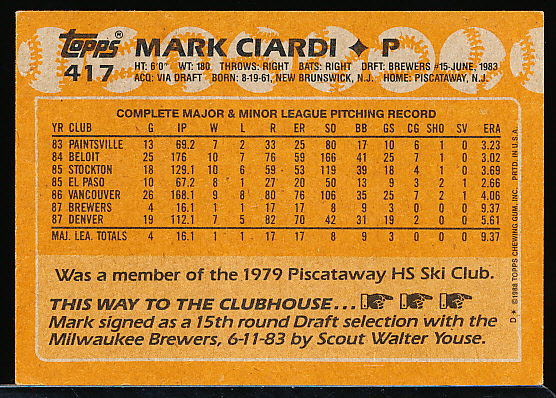 topps® MARK CIARDI ✦ P
417 HT: 6'0" WT: 180 THROWS: RIGHT BATS: RIGHT DRFT: BREWERS #15-JUNE, 1983
ACQ: VIA DRAFT BORN: 8-19-61, NEW BRUNSWICK, N.J. HOME: PISCATAWAY, N.J.
COMPLETE MAJOR & MINOR LEAGUE PITCHING RECORD
YR CLUB G IP W L R ER SO BB GS CG SHO SV ERA
83 PAINTSVILLE 13 69.2 7 2 33 25 80 17 10 6 1 0 3.23
84 BELOIT 25 176 10 7 76 59 166 41 25 7 1 0 3.02
85 STOCKTON 18 129.1 10 6 59 53 119 39 18 4 1 0 3.69
85 EL PASO 10 67.2 8 1 27 20 50 13 9 3 2 1 2.66
86 VANCOUVER 26 168.1 9 8 80 76 106 35 25 7 2 1 4.06
87 BREWERS 4 16.1 1 1 17 17 8 9 3 0 0 0 9.37
87 DENVER 19 112.1 7 5 82 70 42 31 19 2 0 0 5.61
MAJ. LEA. TOTALS 4 16.1 1 1 17 17 8 9 3 0 0 0 9.37
Was a member of the 1979 Piscataway HS Ski Club.
THIS WAY TO THE CLUBHOUSE...
Mark signed as a 15th round Draft selection with the
Milwaukee Brewers, 6-11-83 by Scout Walter Youse.
D* ©1988 TOPPS CHEWING GUM, INC. PRTD. IN U.S.A.